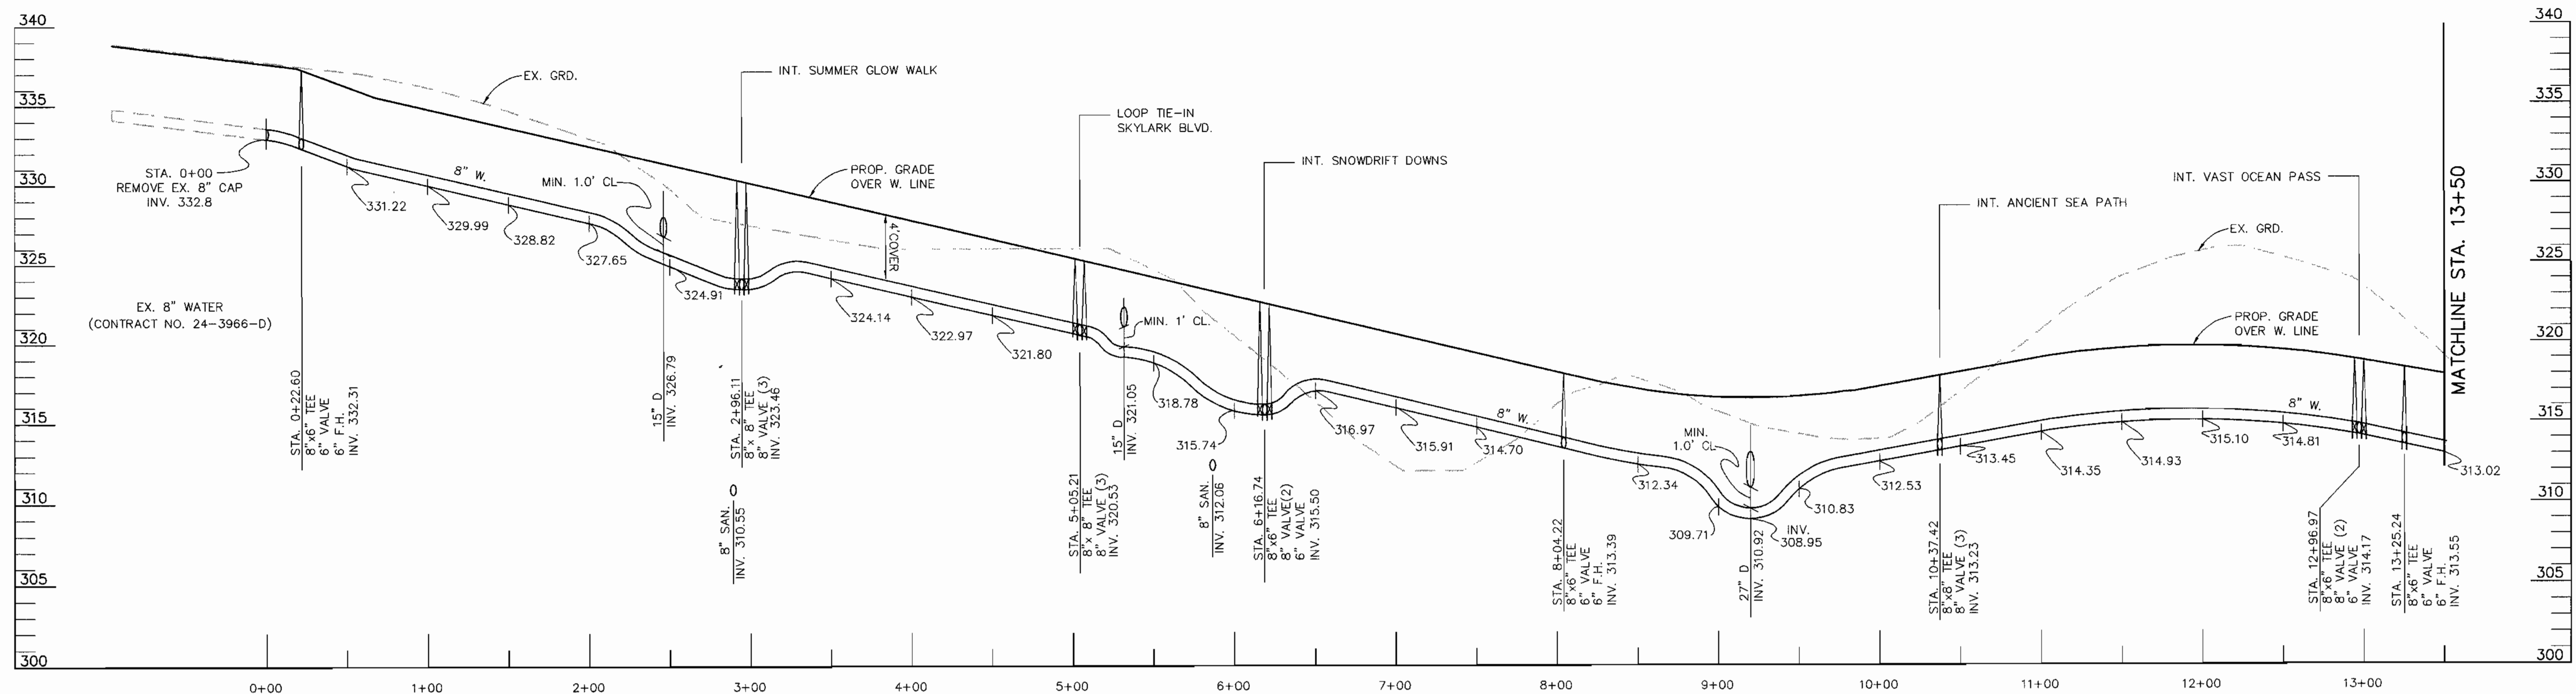 340
335
330
325
320
315
310
305
300
340
335
330
325
320
315
310
305
300
EX. GRD.
INT. SUMMER GLOW WALK
LOOP TIE-IN
SKYLARK BLVD.
INT. SNOWDRIFT DOWNS
PROP. GRADE
OVER W. LINE
4'COVER
INT. ANCIENT SEA PATH
INT. VAST OCEAN PASS
EX. GRD.
PROP. GRADE
OVER W. LINE
MATCHLINE STA. 13+50
STA. 0+00
REMOVE EX. 8" CAP
INV. 332.8
EX. 8" WATER
(CONTRACT NO. 24-3966-D)
8" W.
MIN. 1.0' CL
331.22
329.99
328.82
327.65
324.91
324.14
322.97
321.80
MIN. 1' CL.
318.78
315.74
316.97
315.91
8" W.
314.70
312.34
MIN.
1.0' CL
309.71
INV.
308.95
310.83
312.53
313.45
314.35
314.93
315.10
8" W.
314.81
313.02
STA. 0+22.60
8"x6" TEE
6" VALVE
6" F.H.
INV. 332.31
15" D
INV. 326.79
STA. 2+96.11
8"x 8" TEE
8" VALVE (3)
INV. 323.46
8" SAN.
INV. 310.55
STA. 5+05.21
8"x 8" TEE
8" VALVE (3)
INV. 320.53
15" D
INV. 321.05
8" SAN.
INV. 312.06
STA. 6+16.74
8"x6" TEE
8" VALVE(2)
6" VALVE
INV. 315.50
STA. 8+04.22
8"x6" TEE
6" VALVE
6" F.H.
INV. 313.39
27" D
INV. 310.92
STA. 10+37.42
8"x8" TEE
8" VALVE (3)
INV. 313.23
STA. 12+96.97
8"x6" TEE
8" VALVE (2)
6" VALVE
INV. 314.17
STA. 13+25.24
8"x6" TEE
6" VALVE
6" F.H.
INV. 313.55
0+00
1+00
2+00
3+00
4+00
5+00
6+00
7+00
8+00
9+00
10+00
11+00
12+00
13+00